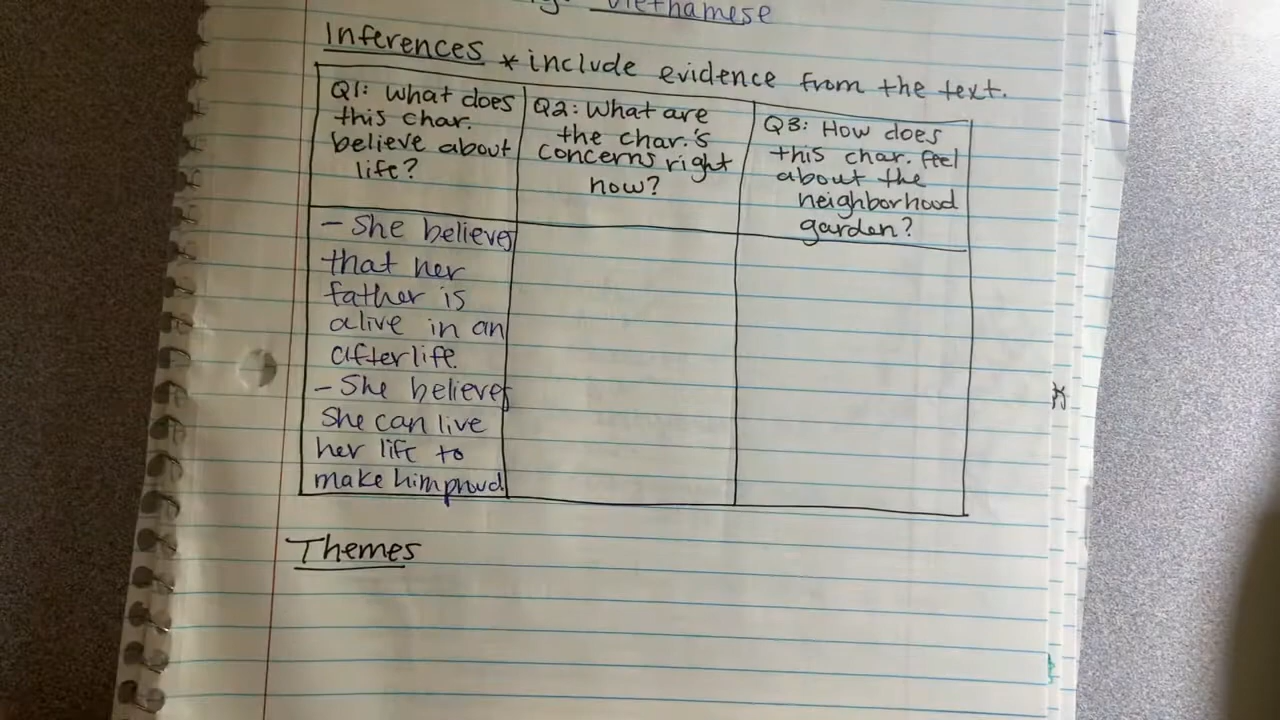 Vietnamese
Inferences * include evidence from the text.
Q1: What does
this char.
believe about
life?
Q2: What are
the char.'s
concerns right
now?
Q3: How does
this char. feel
about the
neighborhood
garden?
- She believes
that her
father is
alive in an
afterlife.
- She believes
she can live
her life to
make him proud
Themes